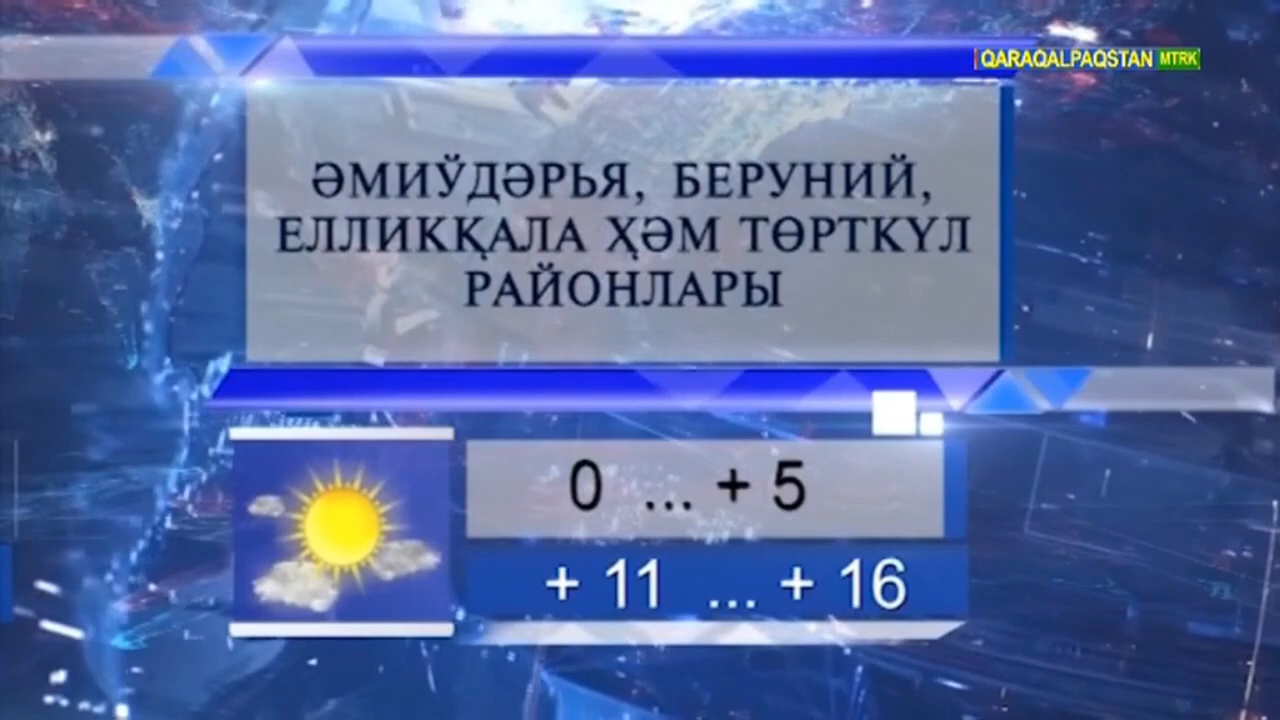 QARAQALPAQSTAN MTRK
ӘМИЎДӘРЬЯ, БЕРУНИЙ,
ЕЛЛИКҚАЛА ҲӘМ ТӨРТКҮЛ
РАЙОНЛАРЫ
0 ... + 5
+ 11 ... + 16